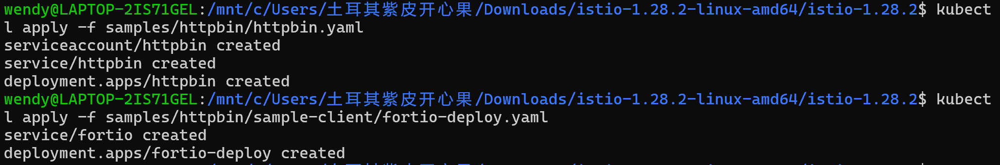 wendy@LAPTOP-2IS71GEL:/mnt/c/Users/土耳其紫皮开心果/Downloads/istio-1.28.2-linux-amd64/istio-1.28.2$ kubect
l apply -f samples/httpbin/httpbin.yaml
serviceaccount/httpbin created
service/httpbin created
deployment.apps/httpbin created
wendy@LAPTOP-2IS71GEL:/mnt/c/Users/土耳其紫皮开心果/Downloads/istio-1.28.2-linux-amd64/istio-1.28.2$ kubect
l apply -f samples/httpbin/sample-client/fortio-deploy.yaml
service/fortio created
deployment.apps/fortio-deploy created